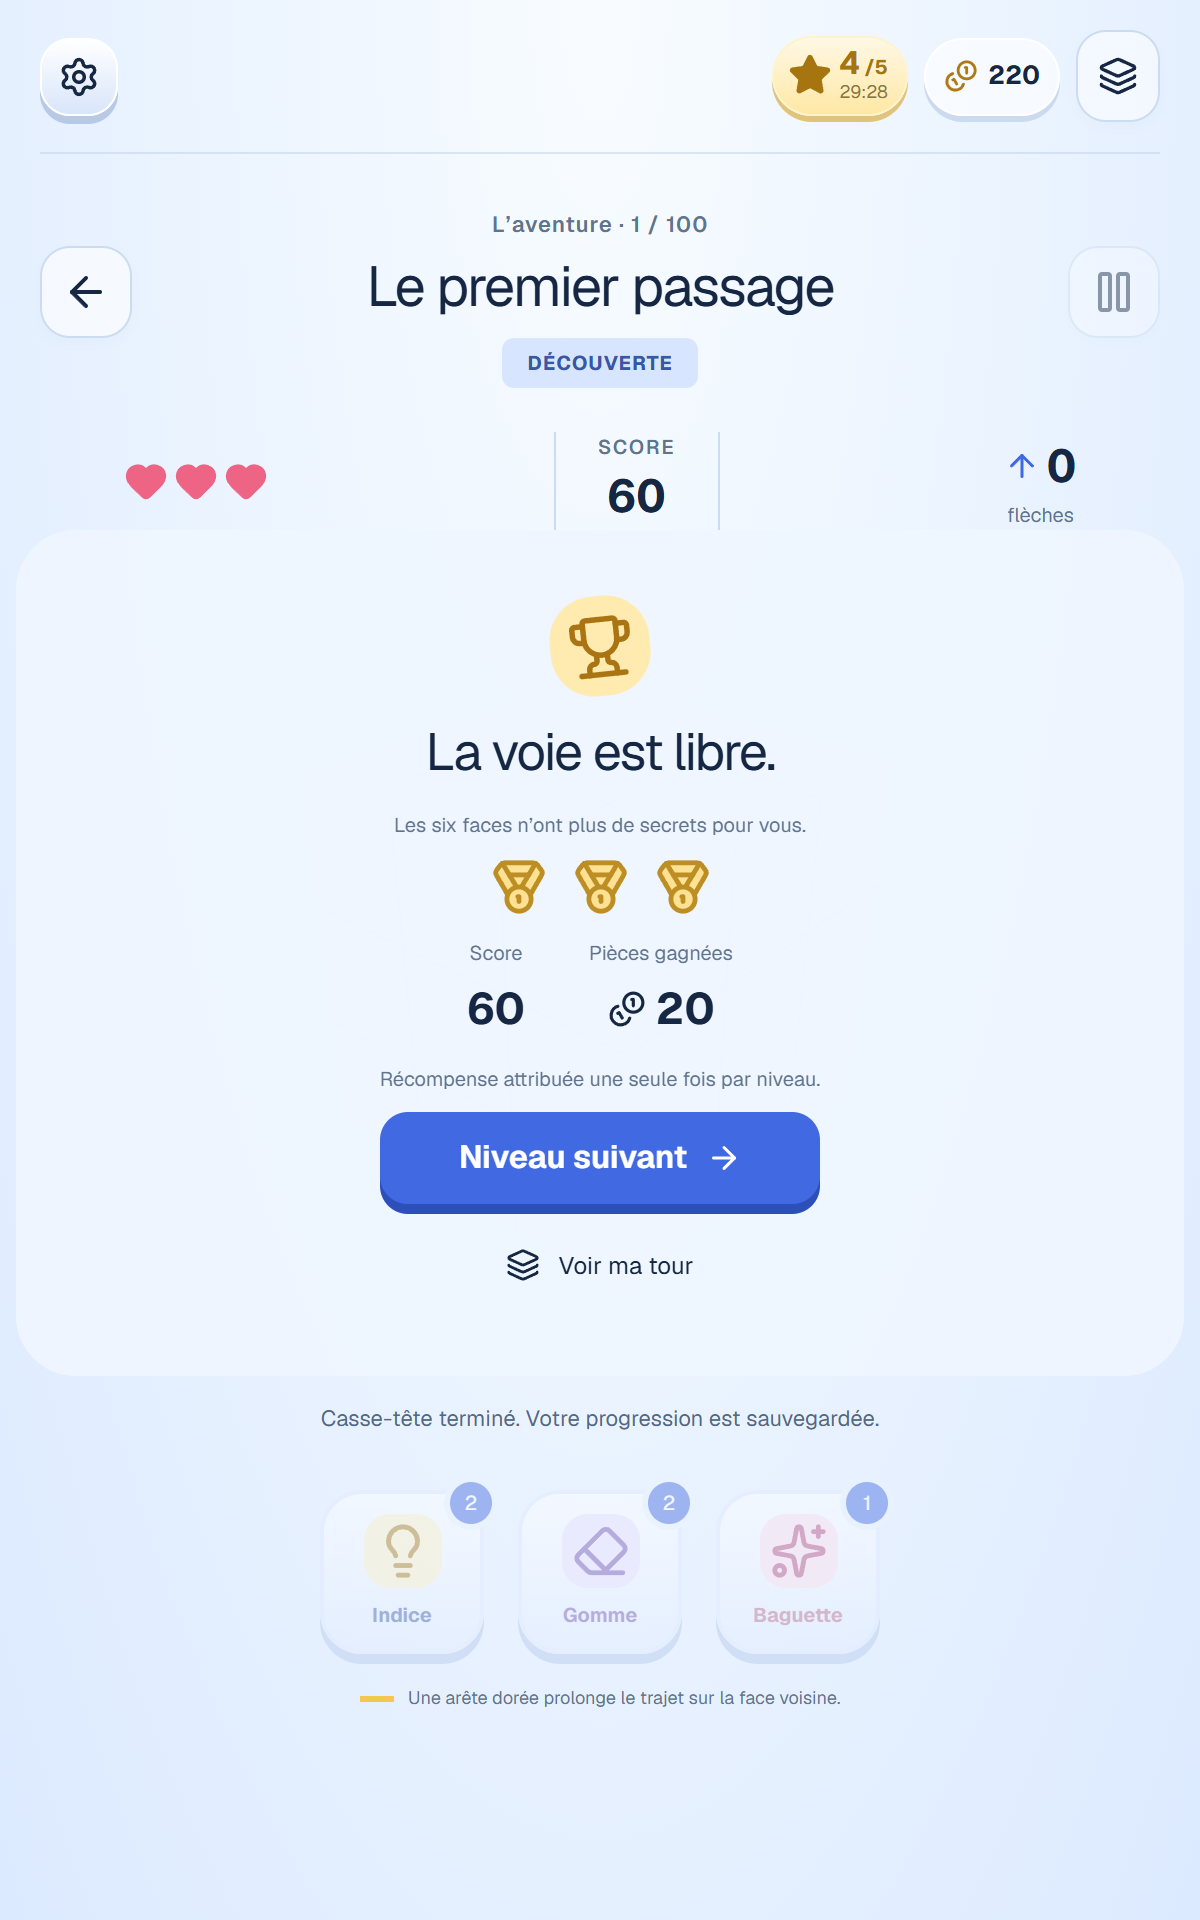 4 /5
29:28
220
L’aventure · 1 / 100
Le premier passage
DÉCOUVERTE
SCORE
60
0
flèches
La voie est libre.
Les six faces n’ont plus de secrets pour vous.
Score
Pièces gagnées
60
20
Récompense attribuée une seule fois par niveau.
Niveau suivant
Voir ma tour
Casse-tête terminé. Votre progression est sauvegardée.
2
2
1
Indice
Gomme
Baguette
Une arête dorée prolonge le trajet sur la face voisine.